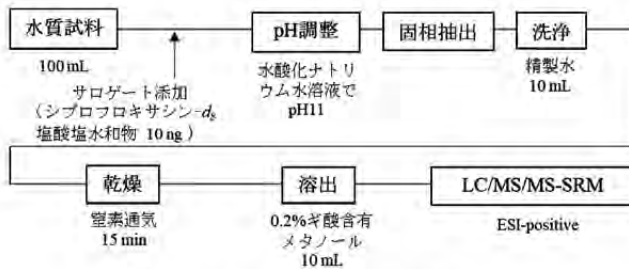 水質試料
100 mL
サロゲート添加
(シプロフロキサシン-d8
塩酸塩水和物 10 ng)
pH調整
水酸化ナトリ
ウム水溶液で
pH11
固相抽出
洗浄
精製水
10 mL
乾燥
窒素通気
15 min
溶出
0.2%ギ酸含有
メタノール
10 mL
LC/MS/MS-SRM
ESI-positive